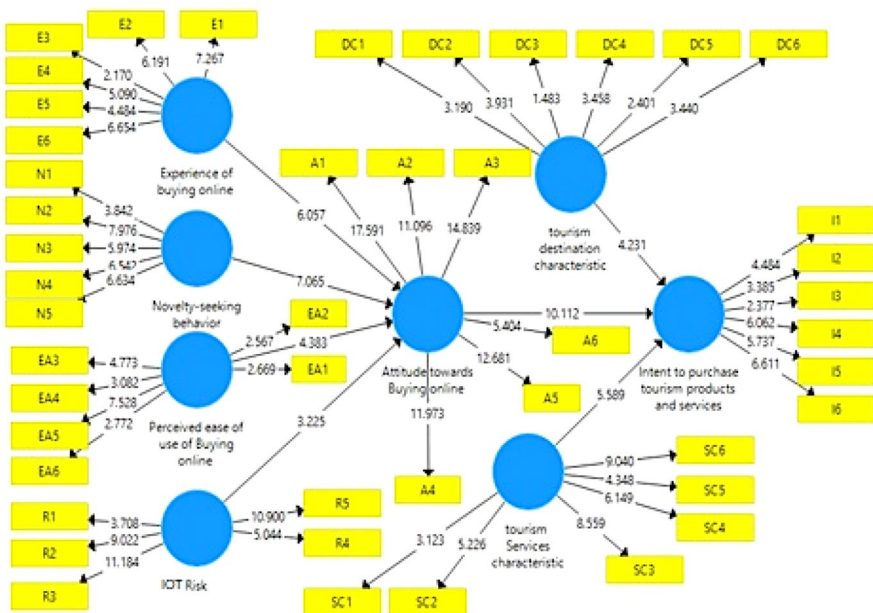 E3
E2
E1
E4
E5
E6
2.170
6.191
7.267
5.090
4.484
6.654
Experience of
buying online
6.057
N1
N2
N3
N4
N5
3.842
7.976
5.974
6.542
6.634
Novelty-seeking
behavior
7.065
EA3
EA4
EA5
EA6
4.773
3.082
7.528
2.772
EA2
2.567
4.383
2.669
EA1
Perceived ease of
use of Buying
online
3.225
R1
R2
R3
3.708
9.022
11.184
10.900
5.044
R5
R4
IOT Risk
A1
A2
A3
17.591
11.096
14.839
Attitude towards
Buying online
10.112
5.404
A6
12.681
A5
11.973
A4
DC1
DC2
DC3
DC4
DC5
DC6
3.190
3.931
1.483
3.458
2.401
3.440
tourism
destination
characteristic
4.231
I1
I2
I3
I4
I5
I6
4.484
3.385
2.377
6.062
5.737
6.611
Intent to purchase
tourism products
and services
5.589
SC6
SC5
SC4
SC3
9.040
4.348
6.149
8.559
3.123
5.226
SC1
SC2
tourism
Services
characteristic